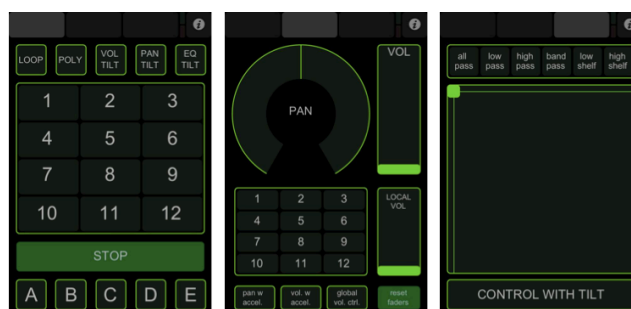 i
LOOP POLY VOL TILT PAN TILT EQ TILT
1 2 3
4 5 6
7 8 9
10 11 12
STOP
A B C D E
i
VOL
PAN
1 2 3
4 5 6
7 8 9
10 11 12
LOCAL
VOL
pan w accel. vol. w accel. global vol. ctrl. reset faders
i
all pass low pass high pass band pass low shelf high shelf
CONTROL WITH TILT